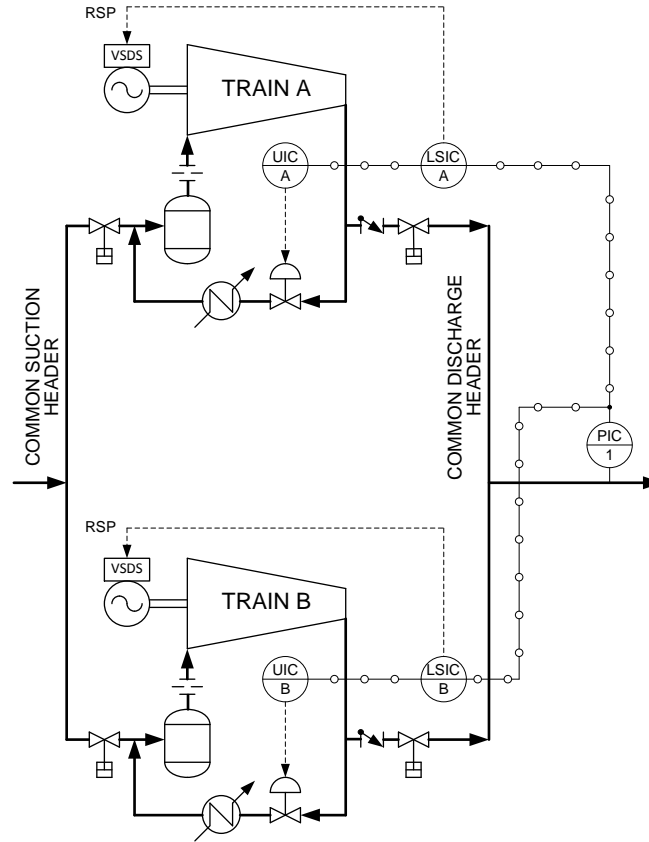 RSP
VSDS
TRAIN A
UIC
A
LSIC
A
COMMON SUCTION
HEADER
COMMON DISCHARGE
HEADER
PIC
1
RSP
VSDS
TRAIN B
UIC
B
LSIC
B